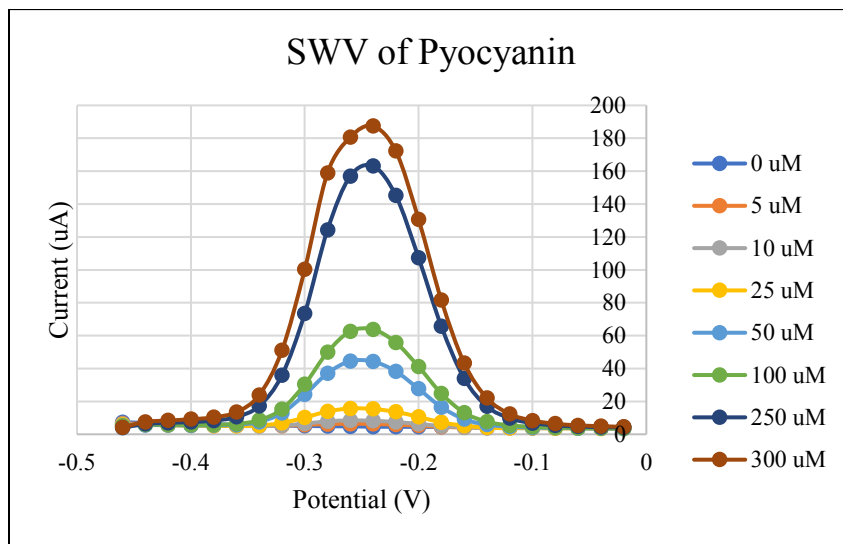 SWV of Pyocyanin
200
180
160
140
120
100
80
60
40
20
0
-0.5
-0.4
-0.3
-0.2
-0.1
0
Current (uA)
Potential (V)
0 uM
5 uM
10 uM
25 uM
50 uM
100 uM
250 uM
300 uM